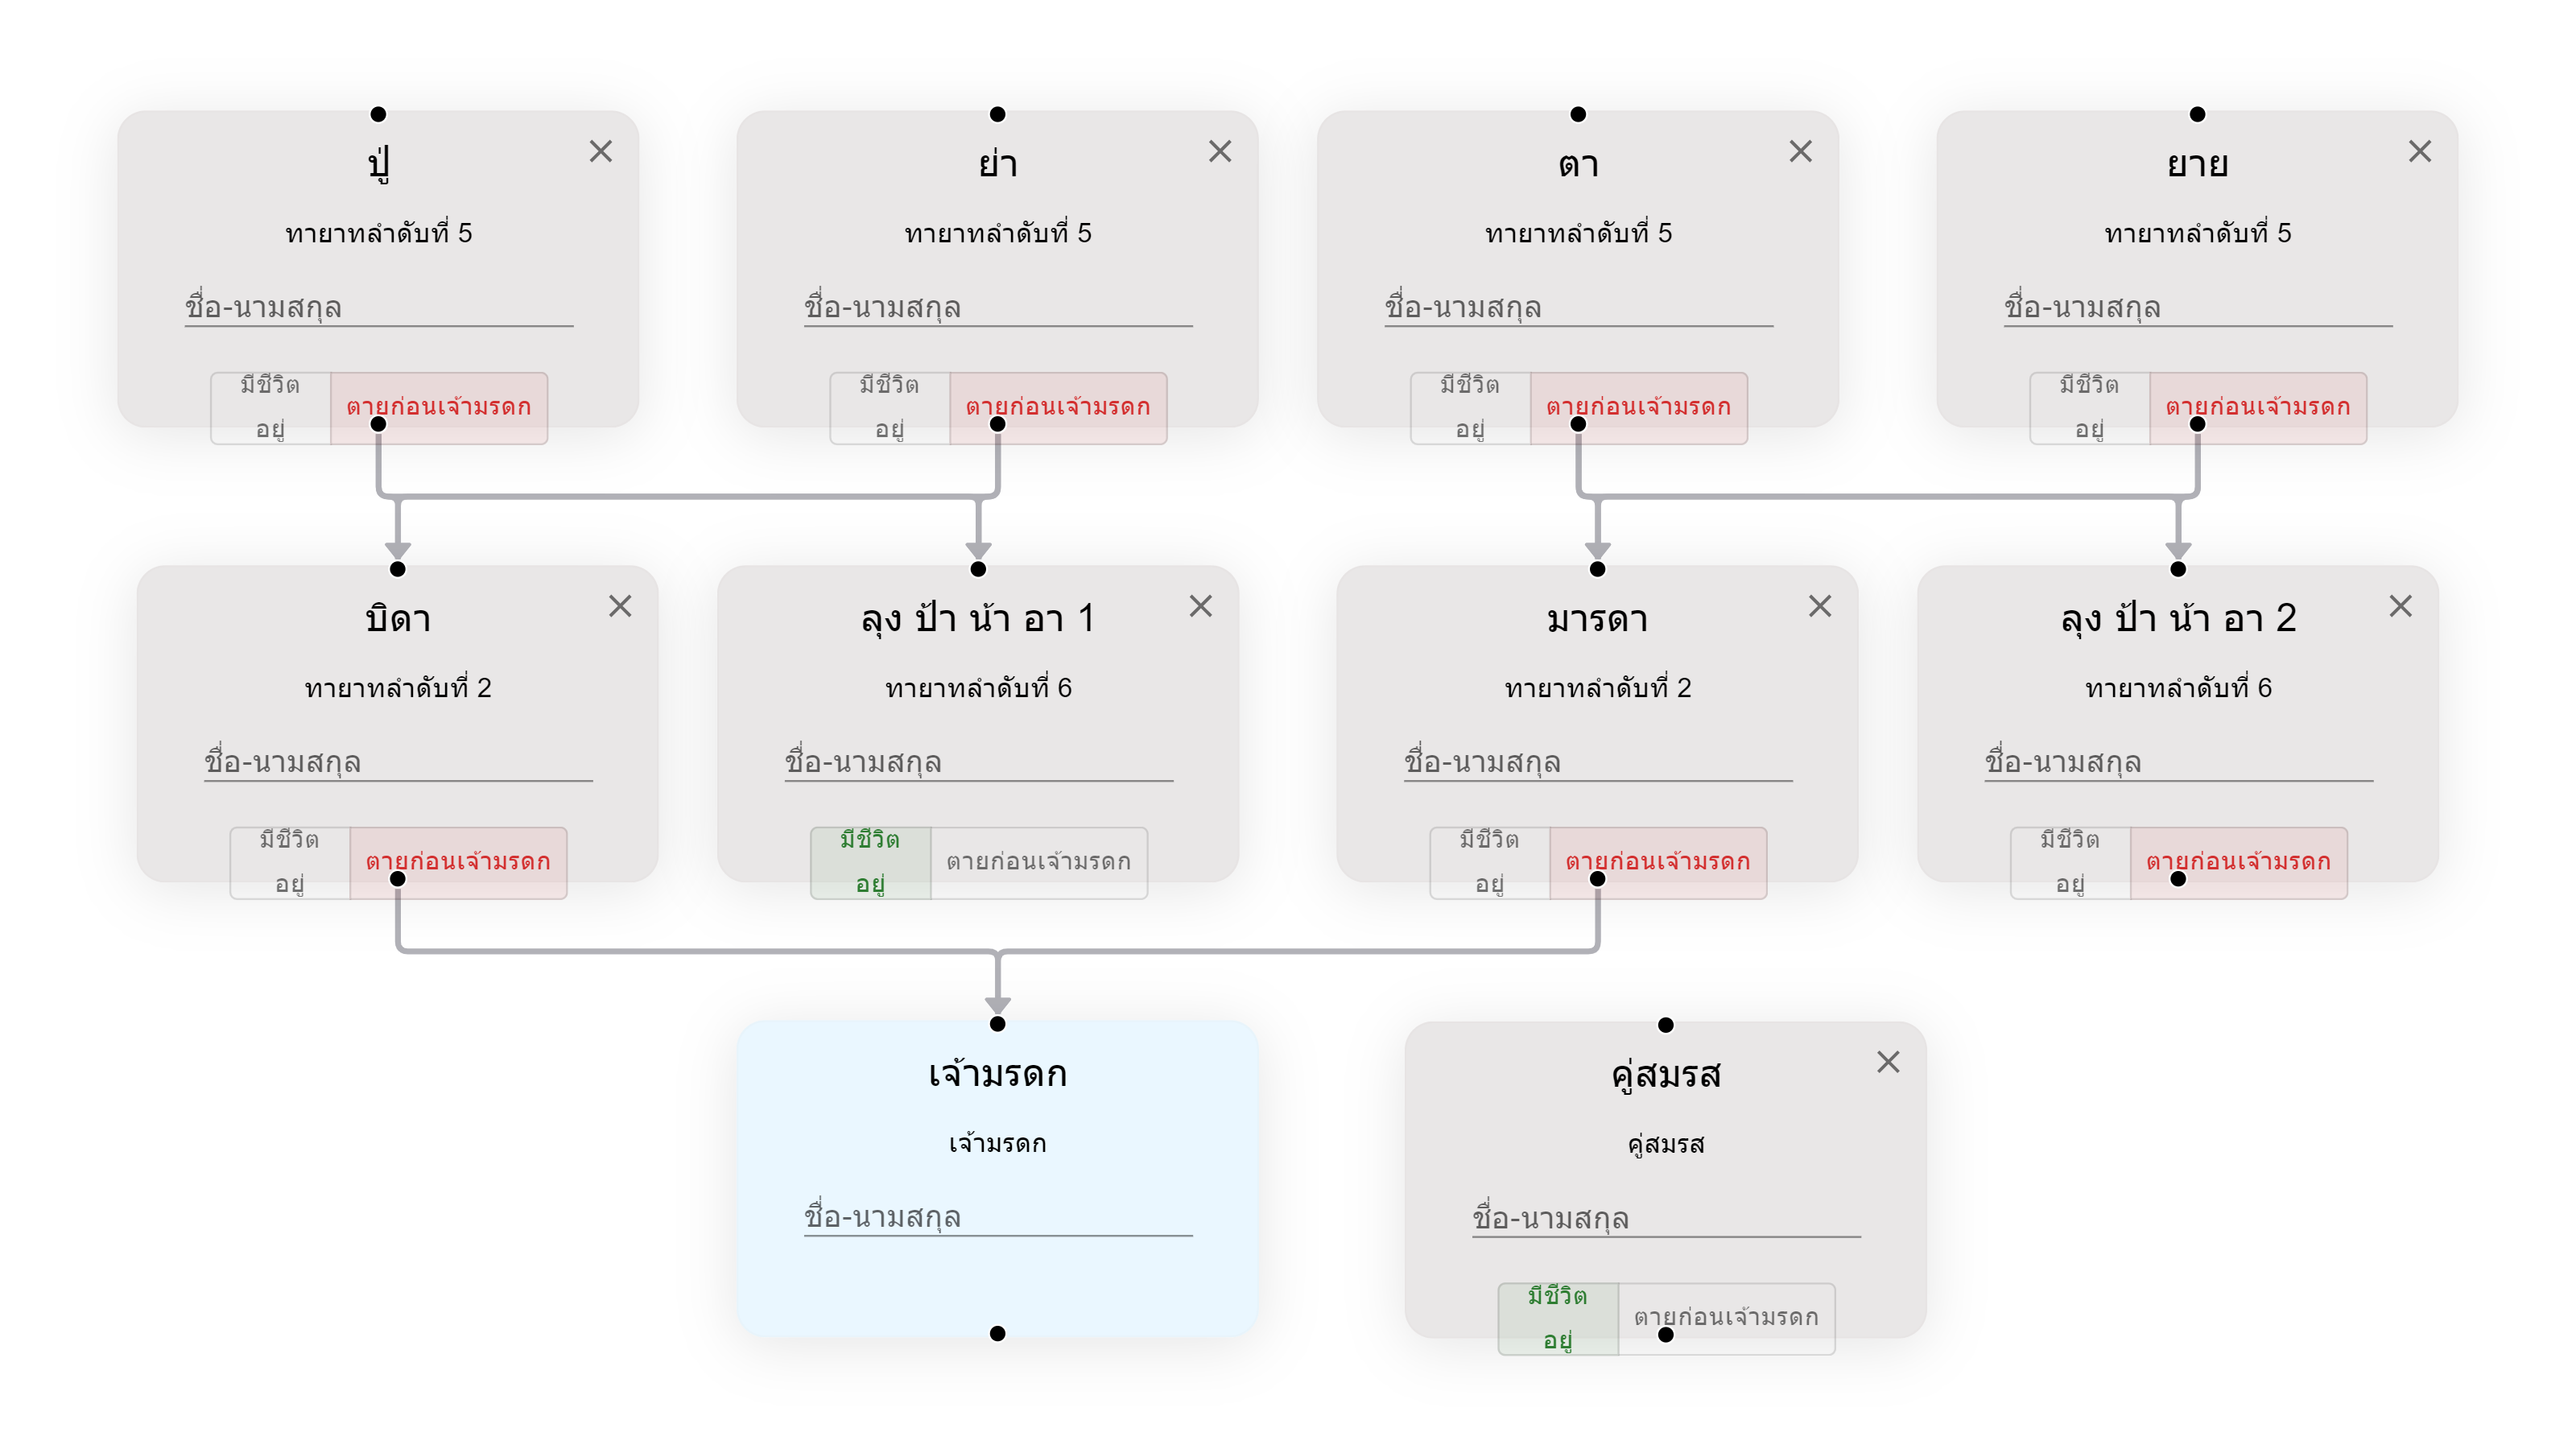 ปู่
ทายาทลำดับที่ 5
ชื่อ-นามสกุล
มีชีวิต
อยู่
ตายก่อนเจ้ามรดก
ย่า
ทายาทลำดับที่ 5
ชื่อ-นามสกุล
มีชีวิต
อยู่
ตายก่อนเจ้ามรดก
ตา
ทายาทลำดับที่ 5
ชื่อ-นามสกุล
มีชีวิต
อยู่
ตายก่อนเจ้ามรดก
ยาย
ทายาทลำดับที่ 5
ชื่อ-นามสกุล
มีชีวิต
อยู่
ตายก่อนเจ้ามรดก
บิดา
ทายาทลำดับที่ 2
ชื่อ-นามสกุล
มีชีวิต
อยู่
ตายก่อนเจ้ามรดก
ลุง ป้า น้า อา 1
ทายาทลำดับที่ 6
ชื่อ-นามสกุล
มีชีวิต
อยู่
ตายก่อนเจ้ามรดก
มารดา
ทายาทลำดับที่ 2
ชื่อ-นามสกุล
มีชีวิต
อยู่
ตายก่อนเจ้ามรดก
ลุง ป้า น้า อา 2
ทายาทลำดับที่ 6
ชื่อ-นามสกุล
มีชีวิต
อยู่
ตายก่อนเจ้ามรดก
เจ้ามรดก
เจ้ามรดก
ชื่อ-นามสกุล
คู่สมรส
คู่สมรส
ชื่อ-นามสกุล
มีชีวิต
อยู่
ตายก่อนเจ้ามรดก